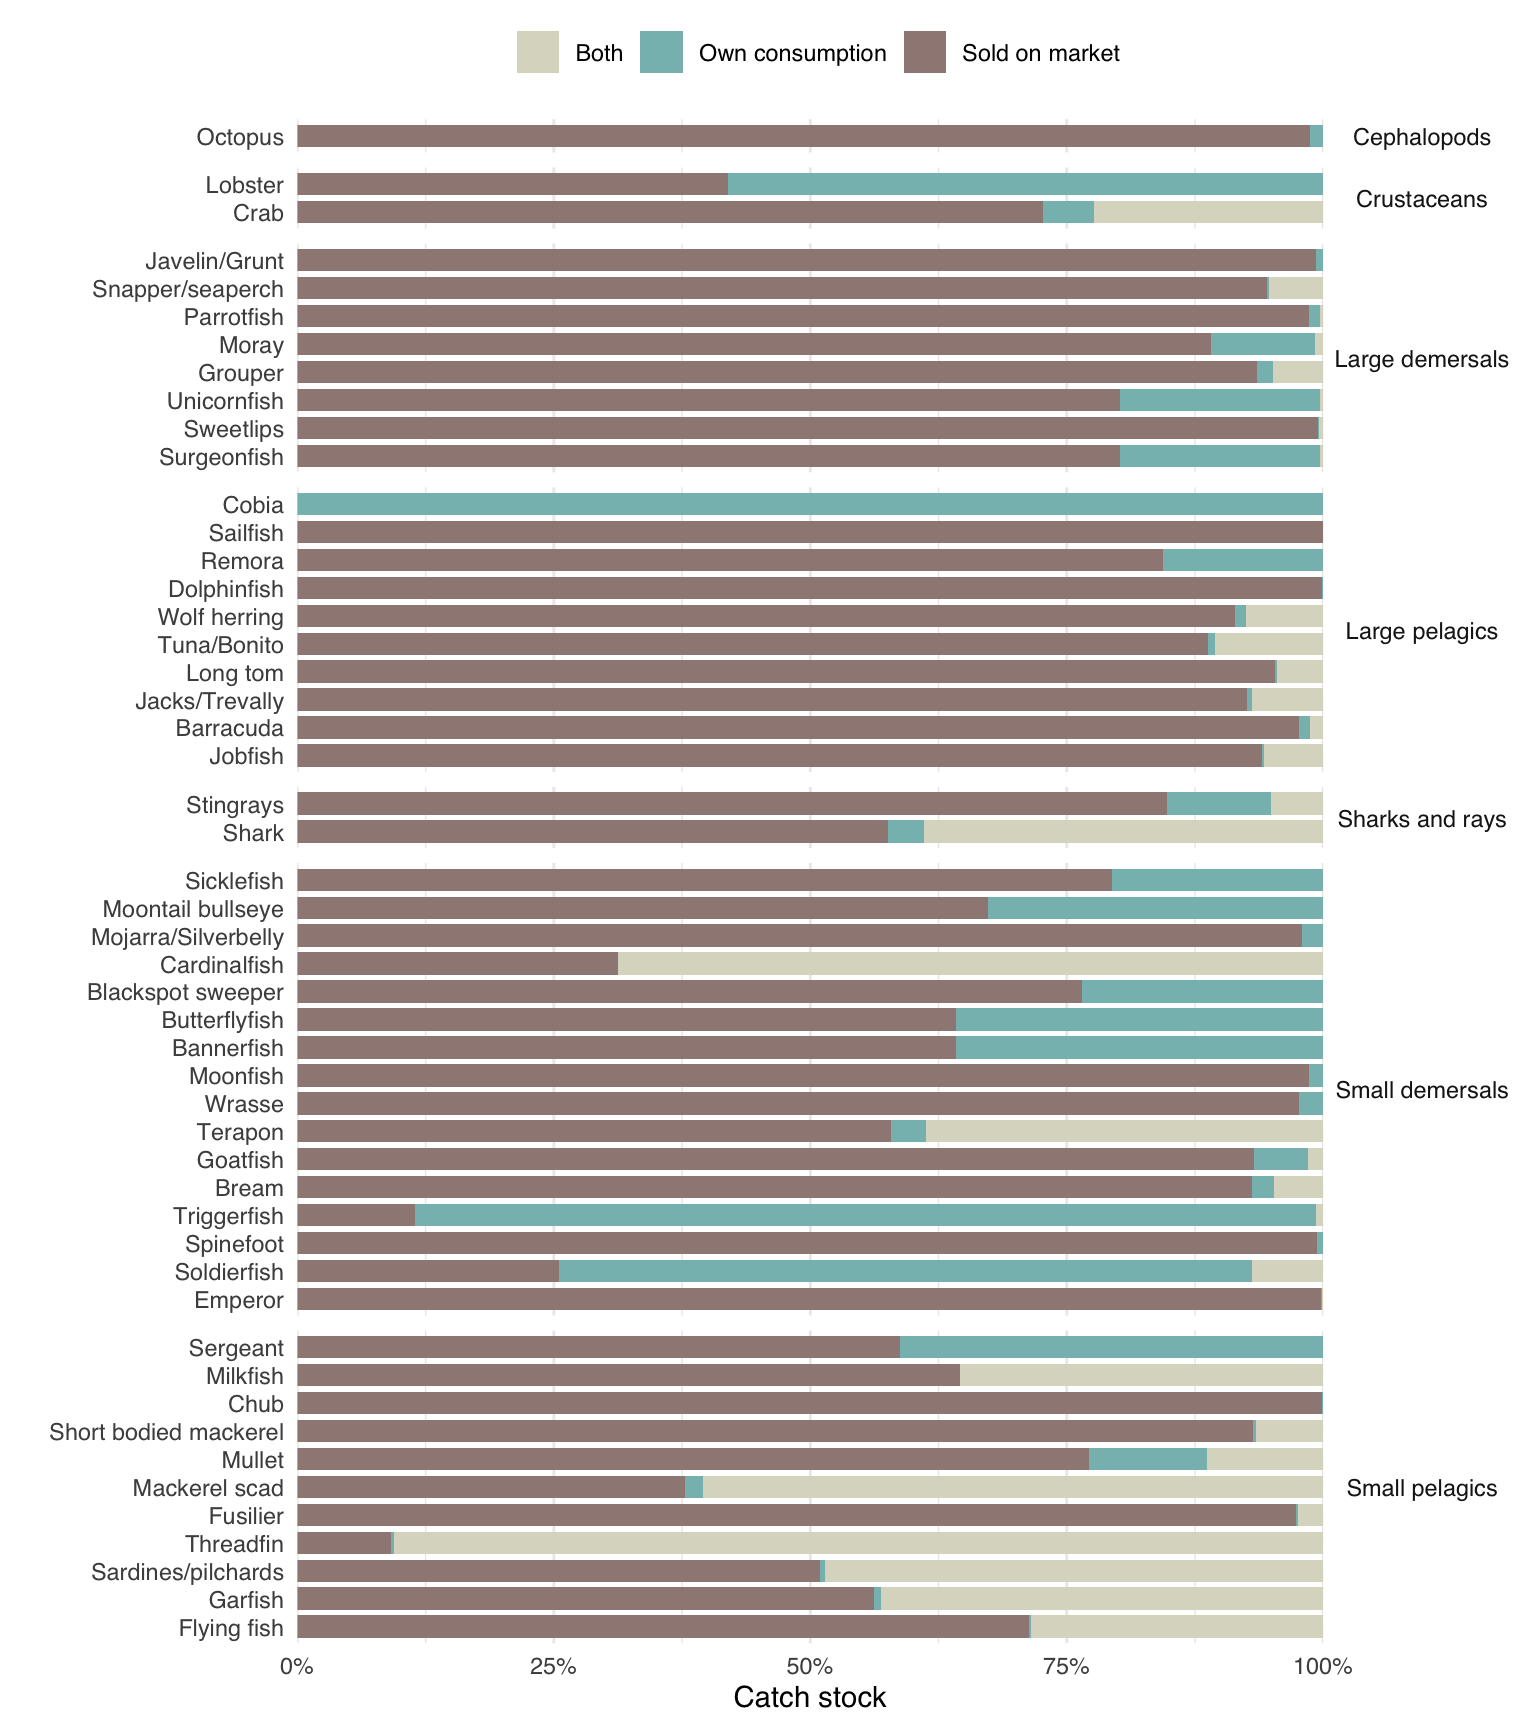 Both Own consumption Sold on market
Octopus
Cephalopods
Lobster
Crab
Crustaceans
Javelin/Grunt
Snapper/seaperch
Parrotfish
Moray
Grouper
Unicornfish
Sweetlips
Surgeonfish
Large demersals
Cobia
Sailfish
Remora
Dolphinfish
Wolf herring
Tuna/Bonito
Long tom
Jacks/Trevally
Barracuda
Jobfish
Large pelagics
Stingrays
Shark
Sharks and rays
Sicklefish
Moontail bullseye
Mojarra/Silverbelly
Cardinalfish
Blackspot sweeper
Butterflyfish
Bannerfish
Moonfish
Wrasse
Terapon
Goatfish
Bream
Triggerfish
Spinefoot
Soldierfish
Emperor
Small demersals
Sergeant
Milkfish
Chub
Short bodied mackerel
Mullet
Mackerel scad
Fusilier
Threadfin
Sardines/pilchards
Garfish
Flying fish
Small pelagics
0% 25% 50% 75% 100%
Catch stock